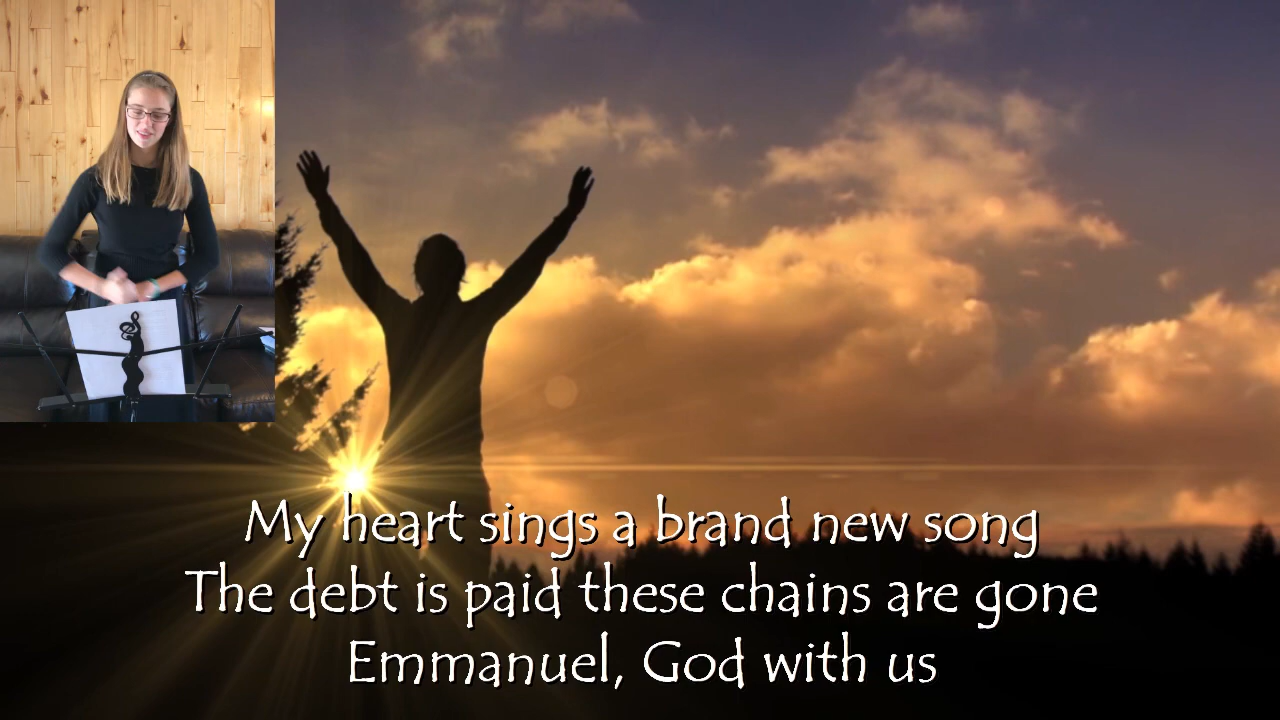 My heart sings a brand new song
The debt is paid these chains are gone
Emmanuel, God with us